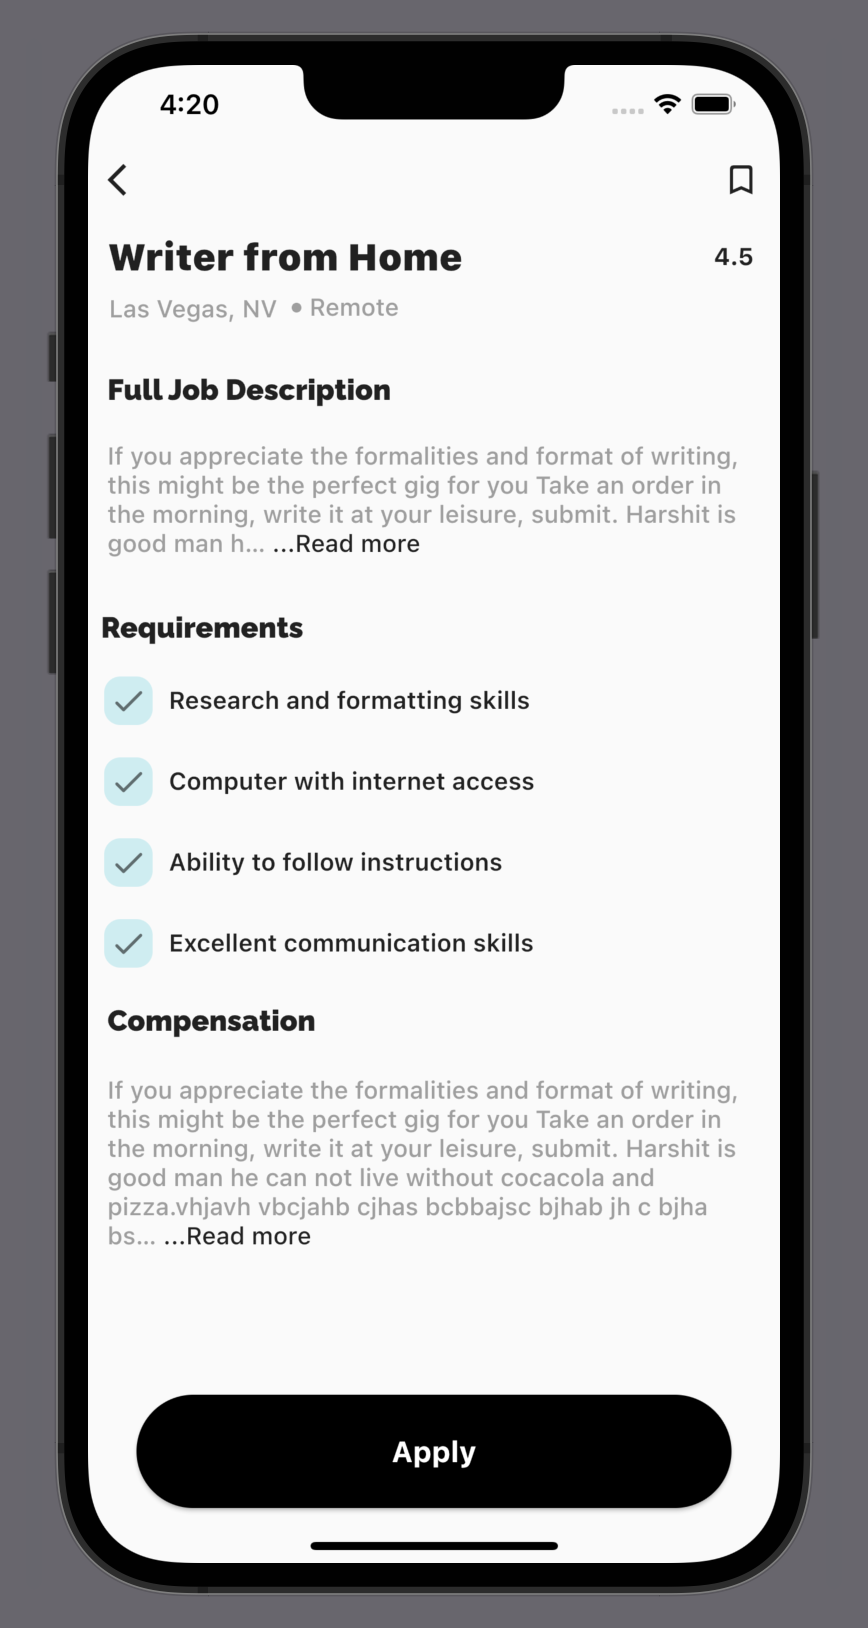 4:20
Writer from Home 4.5
Las Vegas, NV • Remote
Full Job Description
If you appreciate the formalities and format of writing,
this might be the perfect gig for you Take an order in
the morning, write it at your leisure, submit. Harshit is
good man h... ...Read more
Requirements
Research and formatting skills
Computer with internet access
Ability to follow instructions
Excellent communication skills
Compensation
If you appreciate the formalities and format of writing,
this might be the perfect gig for you Take an order in
the morning, write it at your leisure, submit. Harshit is
good man he can not live without cocacola and
pizza.vhjavh vbcjahb cjhas bcbbajsc bjhab jh c bjha
bs... ...Read more
Apply